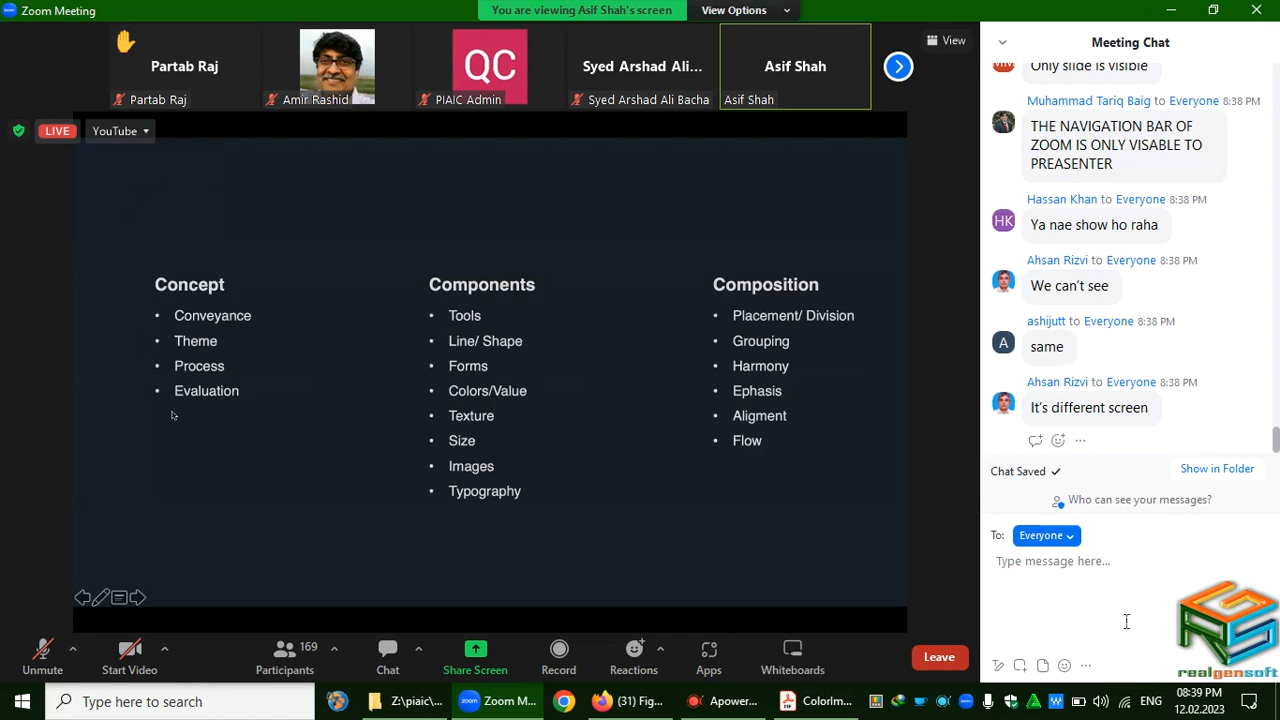 Zoom Meeting
You are viewing Asif Shah's screen
View Options
Partab Raj
Partab Raj
Amir Rashid
QC
PIAIC Admin
Syed Arshad Ali...
Syed Arshad Ali Bacha
Asif Shah
Asif Shah
View
LIVE
YouTube
Concept
• Conveyance
• Theme
• Process
• Evaluation
Components
• Tools
• Line/ Shape
• Forms
• Colors/Value
• Texture
• Size
• Images
• Typography
Composition
• Placement/ Division
• Grouping
• Harmony
• Ephasis
• Aligment
• Flow
Meeting Chat
Only slide is visible
Muhammad Tariq Baig to Everyone 8:38 PM
THE NAVIGATION BAR OF
ZOOM IS ONLY VISABLE TO
PREASENTER
Hassan Khan to Everyone 8:38 PM
HK
Ya nae show ho raha
Ahsan Rizvi to Everyone 8:38 PM
We can't see
ashijutt to Everyone 8:38 PM
A
same
Ahsan Rizvi to Everyone 8:38 PM
It's different screen
Chat Saved
Show in Folder
Who can see your messages?
To: Everyone
Type message here...
realgensoft
Unmute
Start Video
169
Participants
Chat
Share Screen
Record
Reactions
Apps
Whiteboards
Leave
Type here to search
Z:\piaic\...
Zoom M...
(31) Fig...
Apower...
ColorIm...
ENG
08:39 PM
12.02.2023